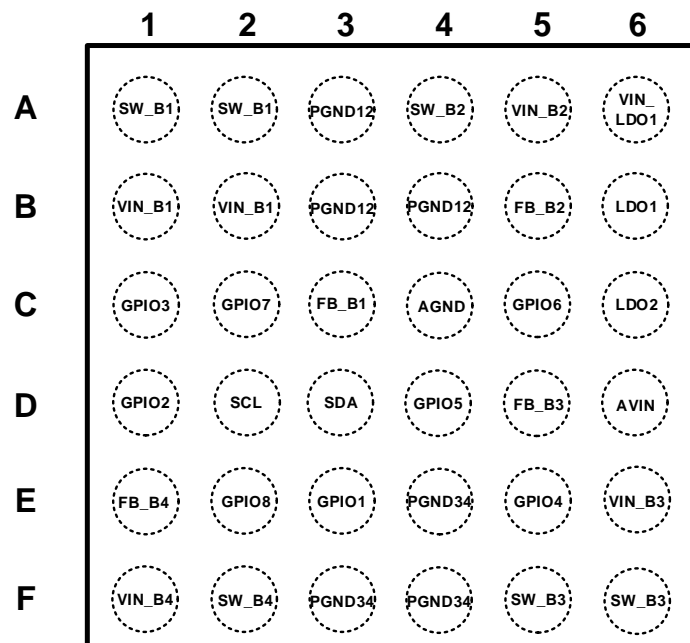 1 2 3 4 5 6
A SW_B1 SW_B1 PGND12 SW_B2 VIN_B2 VIN_
LDO1
B VIN_B1 VIN_B1 PGND12 PGND12 FB_B2 LDO1
C GPIO3 GPIO7 FB_B1 AGND GPIO6 LDO2
D GPIO2 SCL SDA GPIO5 FB_B3 AVIN
E FB_B4 GPIO8 GPIO1 PGND34 GPIO4 VIN_B3
F VIN_B4 SW_B4 PGND34 PGND34 SW_B3 SW_B3